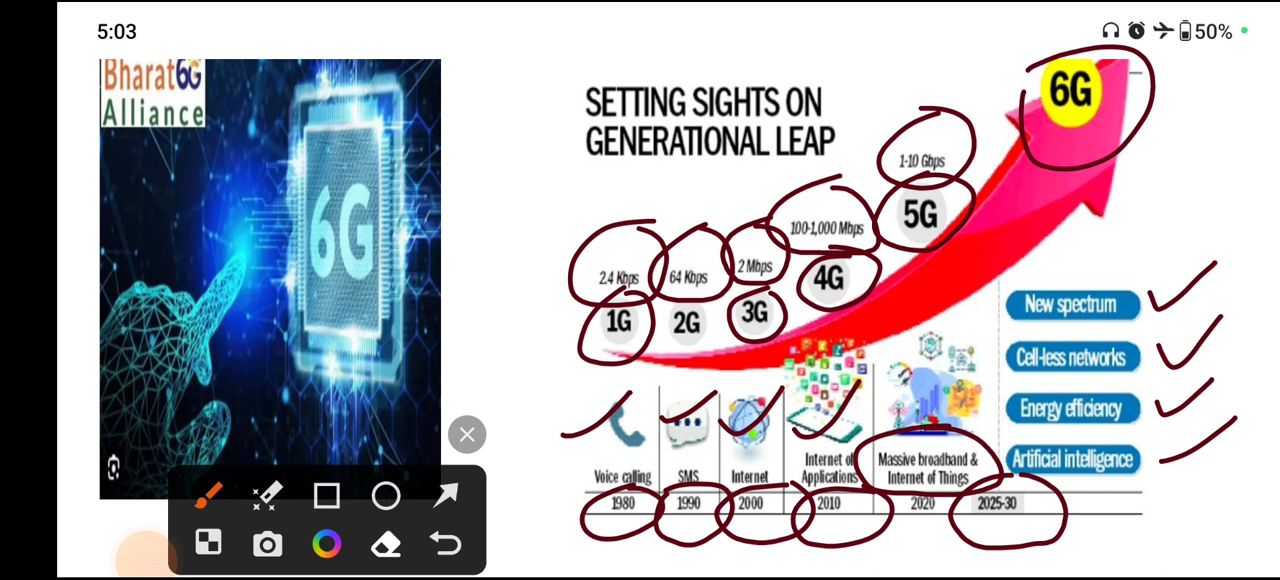 5:03
50%
Bharat6G
Alliance
6G
SETTING SIGHTS ON
GENERATIONAL LEAP
6G
1-10 Gbps
5G
100-1,000 Mbps
4G
2 Mbps
3G
64 Kbps
2G
2.4 Kbps
1G
New spectrum
Cell-less networks
Energy efficiency
Artificial intelligence
Voice calling
SMS
Internet
Internet of
Applications
Massive broadband &
Internet of Things
1980
1990
2000
2010
2020
2025-30